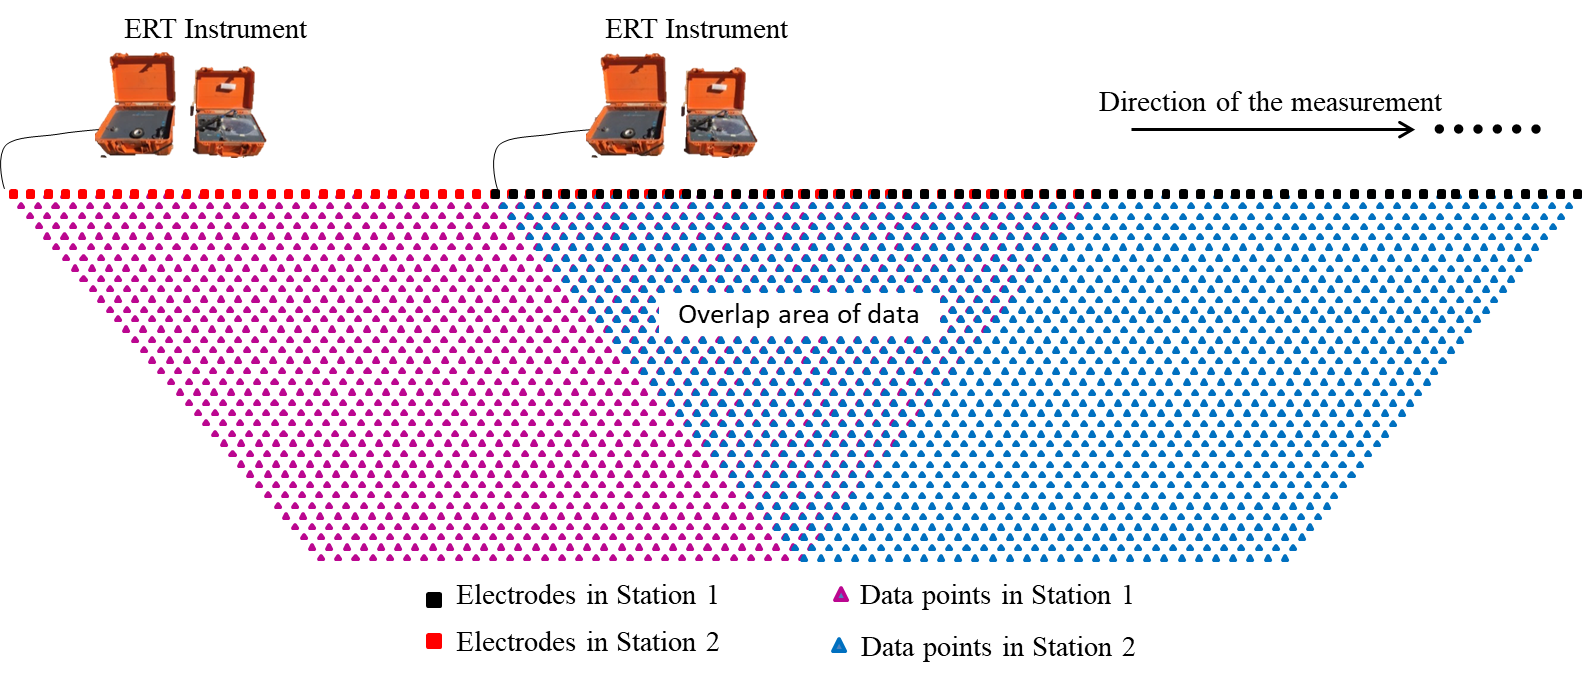 ERT Instrument
ERT Instrument
Direction of the measurement
Overlap area of data
Electrodes in Station 1
Data points in Station 1
Electrodes in Station 2
Data points in Station 2